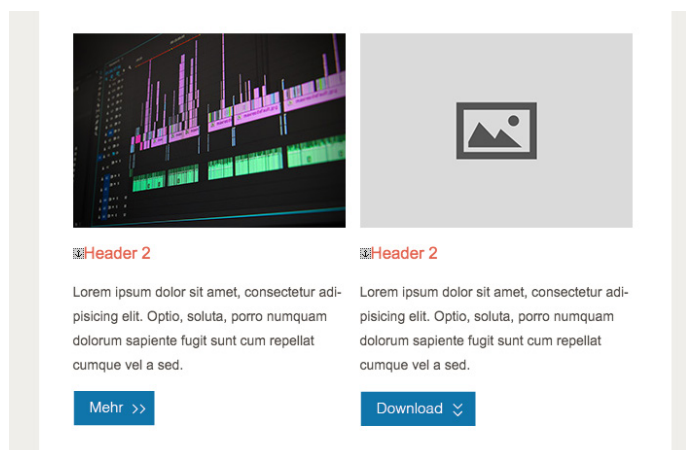 Header 2
Lorem ipsum dolor sit amet, consectetur adi-
pisicing elit. Optio, soluta, porro numquam
dolorum sapiente fugit sunt cum repellat
cumque vel a sed.
Mehr
Header 2
Lorem ipsum dolor sit amet, consectetur adi-
pisicing elit. Optio, soluta, porro numquam
dolorum sapiente fugit sunt cum repellat
cumque vel a sed.
Download